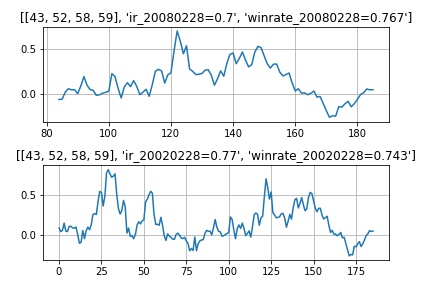 [[43, 52, 58, 59], 'ir_20080228=0.7', 'winrate_20080228=0.767']
0.5
0.0
80 100 120 140 160 180
[[43, 52, 58, 59], 'ir_20020228=0.77', 'winrate_20020228=0.743']
0.5
0.0
0 25 50 75 100 125 150 175